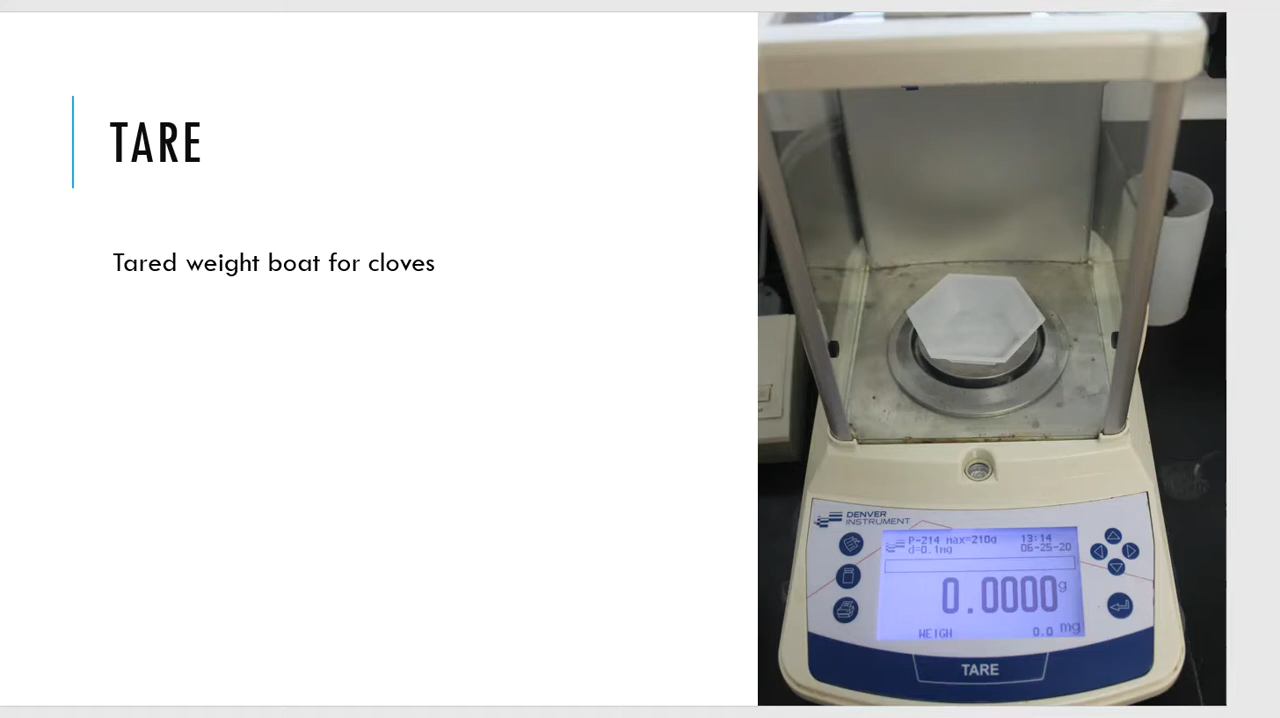 TARE
Tared weight boat for cloves
DENVER
INSTRUMENT
P-214 max=210g 13:14
d=0.1mg 06-25-20
0.0000 g
WEIGH 0.0 mg
TARE